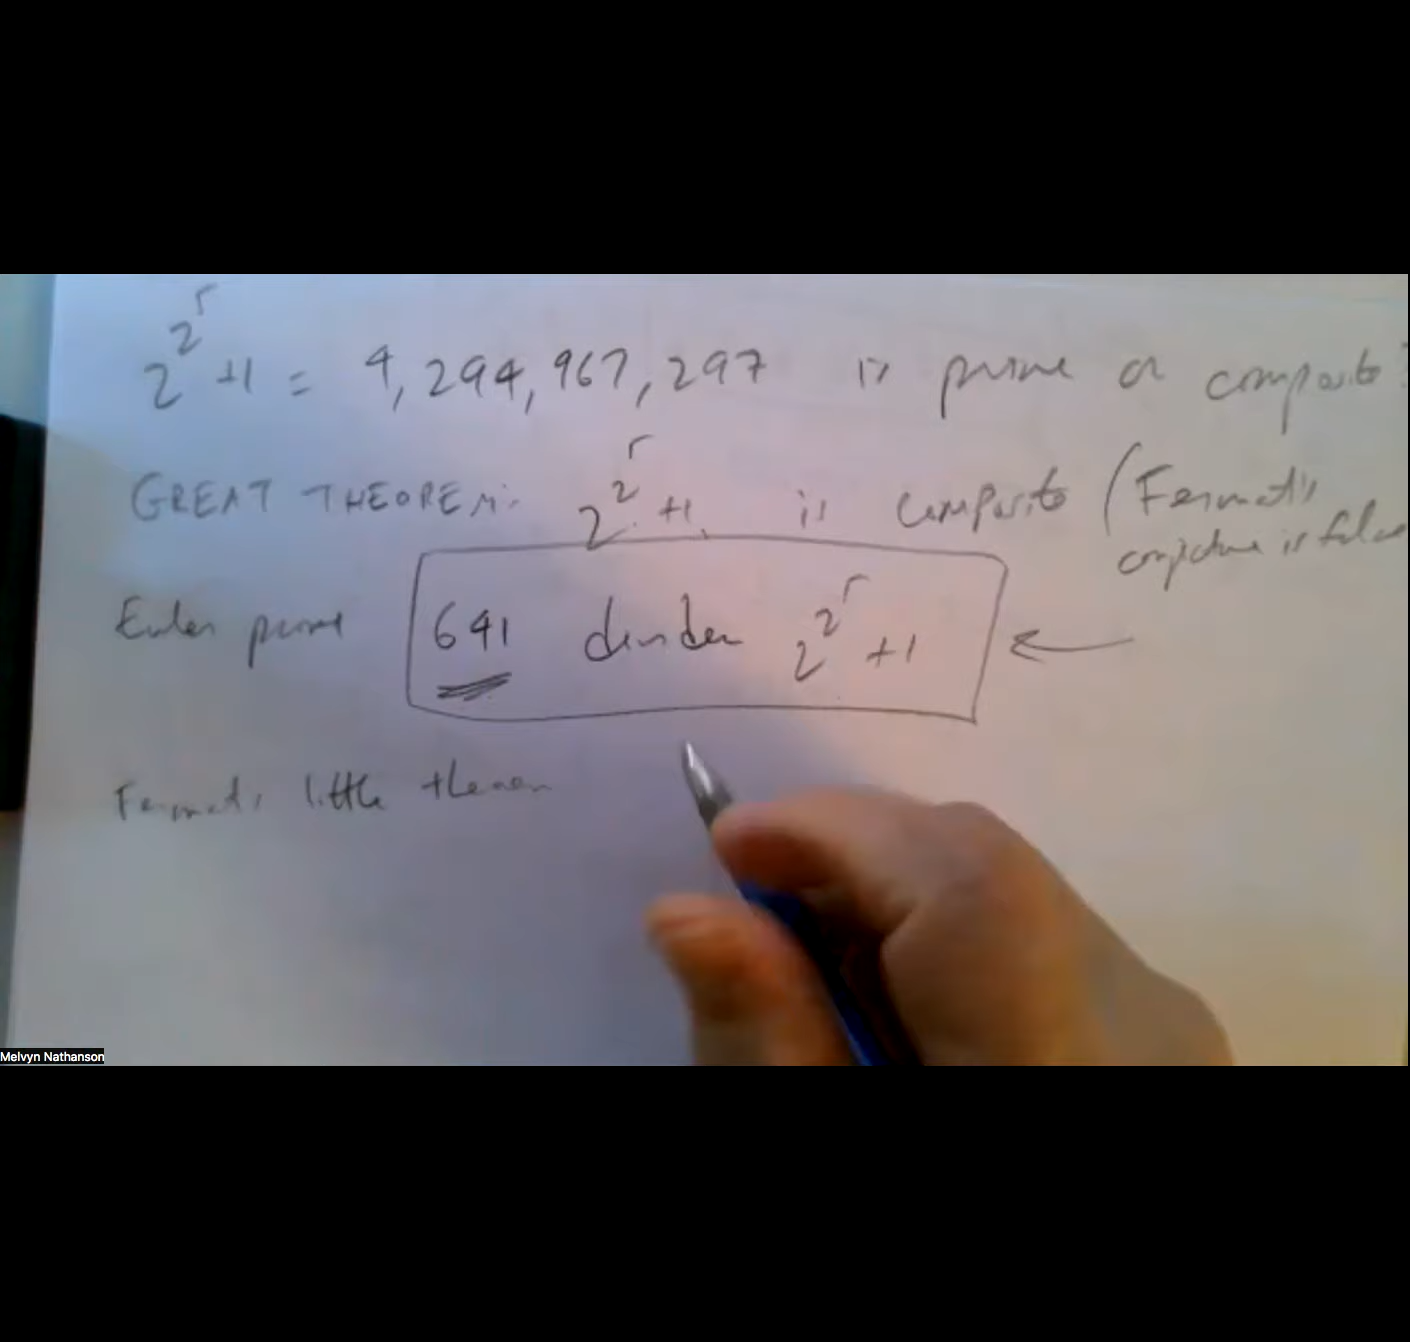 2^2^5 +1 = 4,294,967,297 is prime or composite?
GREAT THEOREM: 2^2^5 +1 is composite (Fermat's
conjecture is false
Euler prove 641 divides 2^2^5 +1 ←
Fermat's little theorem
Melvyn Nathanson